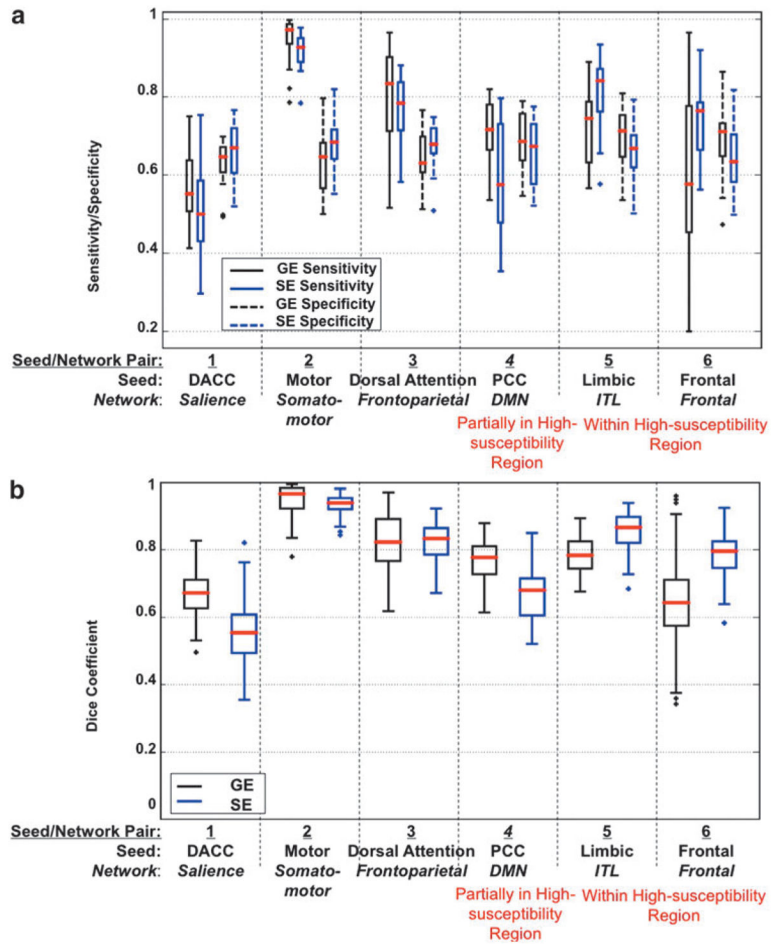 a
Sensitivity/Specificity
1
0.8
0.6
0.4
0.2
GE Sensitivity
SE Sensitivity
GE Specificity
SE Specificity
Seed/Network Pair: 1 2 3 4 5 6
Seed: DACC Motor Dorsal Attention PCC Limbic Frontal
Network: Salience Somato- Frontoparietal DMN ITL Frontal
motor
Partially in High- Within High-susceptibility
susceptibility Region
Region
b
Dice Coefficient
1
0.8
0.6
0.4
0.2
0
GE
SE
Seed/Network Pair: 1 2 3 4 5 6
Seed: DACC Motor Dorsal Attention PCC Limbic Frontal
Network: Salience Somato- Frontoparietal DMN ITL Frontal
motor
Partially in High- Within High-susceptibility
susceptibility Region
Region